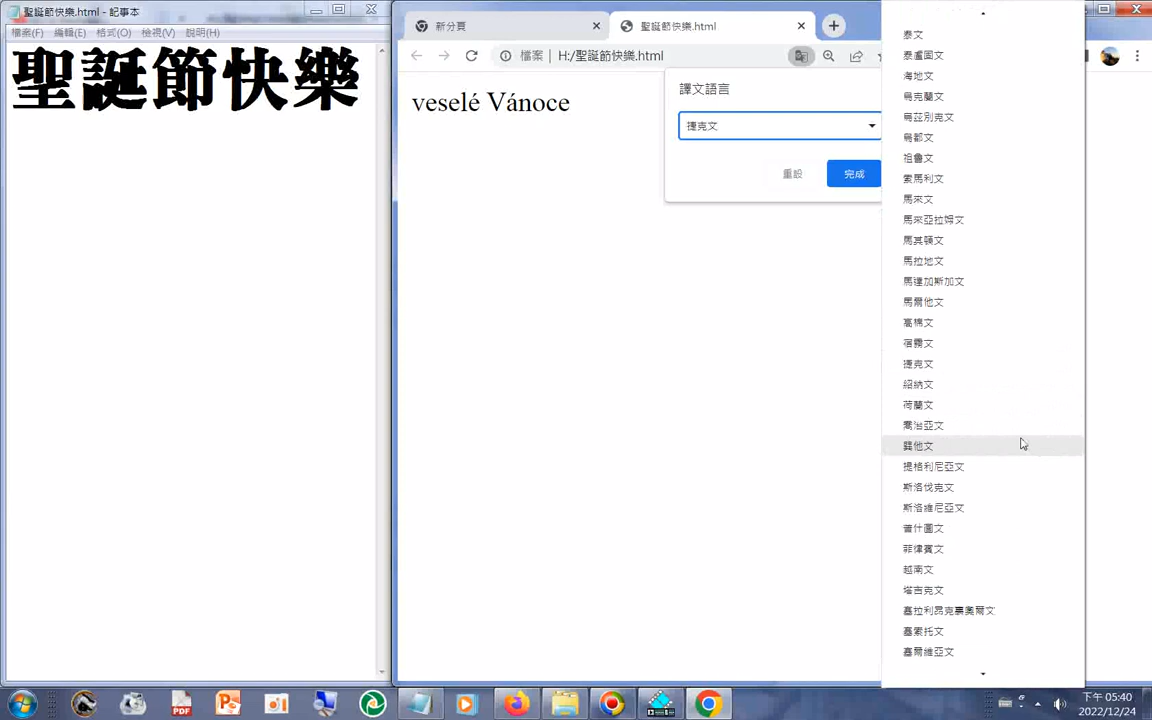 聖誕節快樂.html - 記事本
檔案(F) 編輯(E) 格式(O) 檢視(V) 說明(H)
聖誕節快樂
新分頁
聖誕節快樂.html
檔案 H:/聖誕節快樂.html
veselé Vánoce
譯文語言
捷克文
重設 完成
泰文
泰盧固文
海地文
烏克蘭文
烏茲別克文
烏都文
祖魯文
索馬利文
馬來文
馬來亞拉姆文
馬其頓文
馬拉地文
馬達加斯加文
馬爾他文
高棉文
宿霧文
捷克文
紹納文
荷蘭文
喬治亞文
龔他文
提格利尼亞文
斯洛伐克文
斯洛維尼亞文
普什圖文
菲律賓文
越南文
塔吉克文
塞拉利昂克裏奧爾文
塞索托文
塞爾維亞文
PDF
下午 05:40
2022/12/24